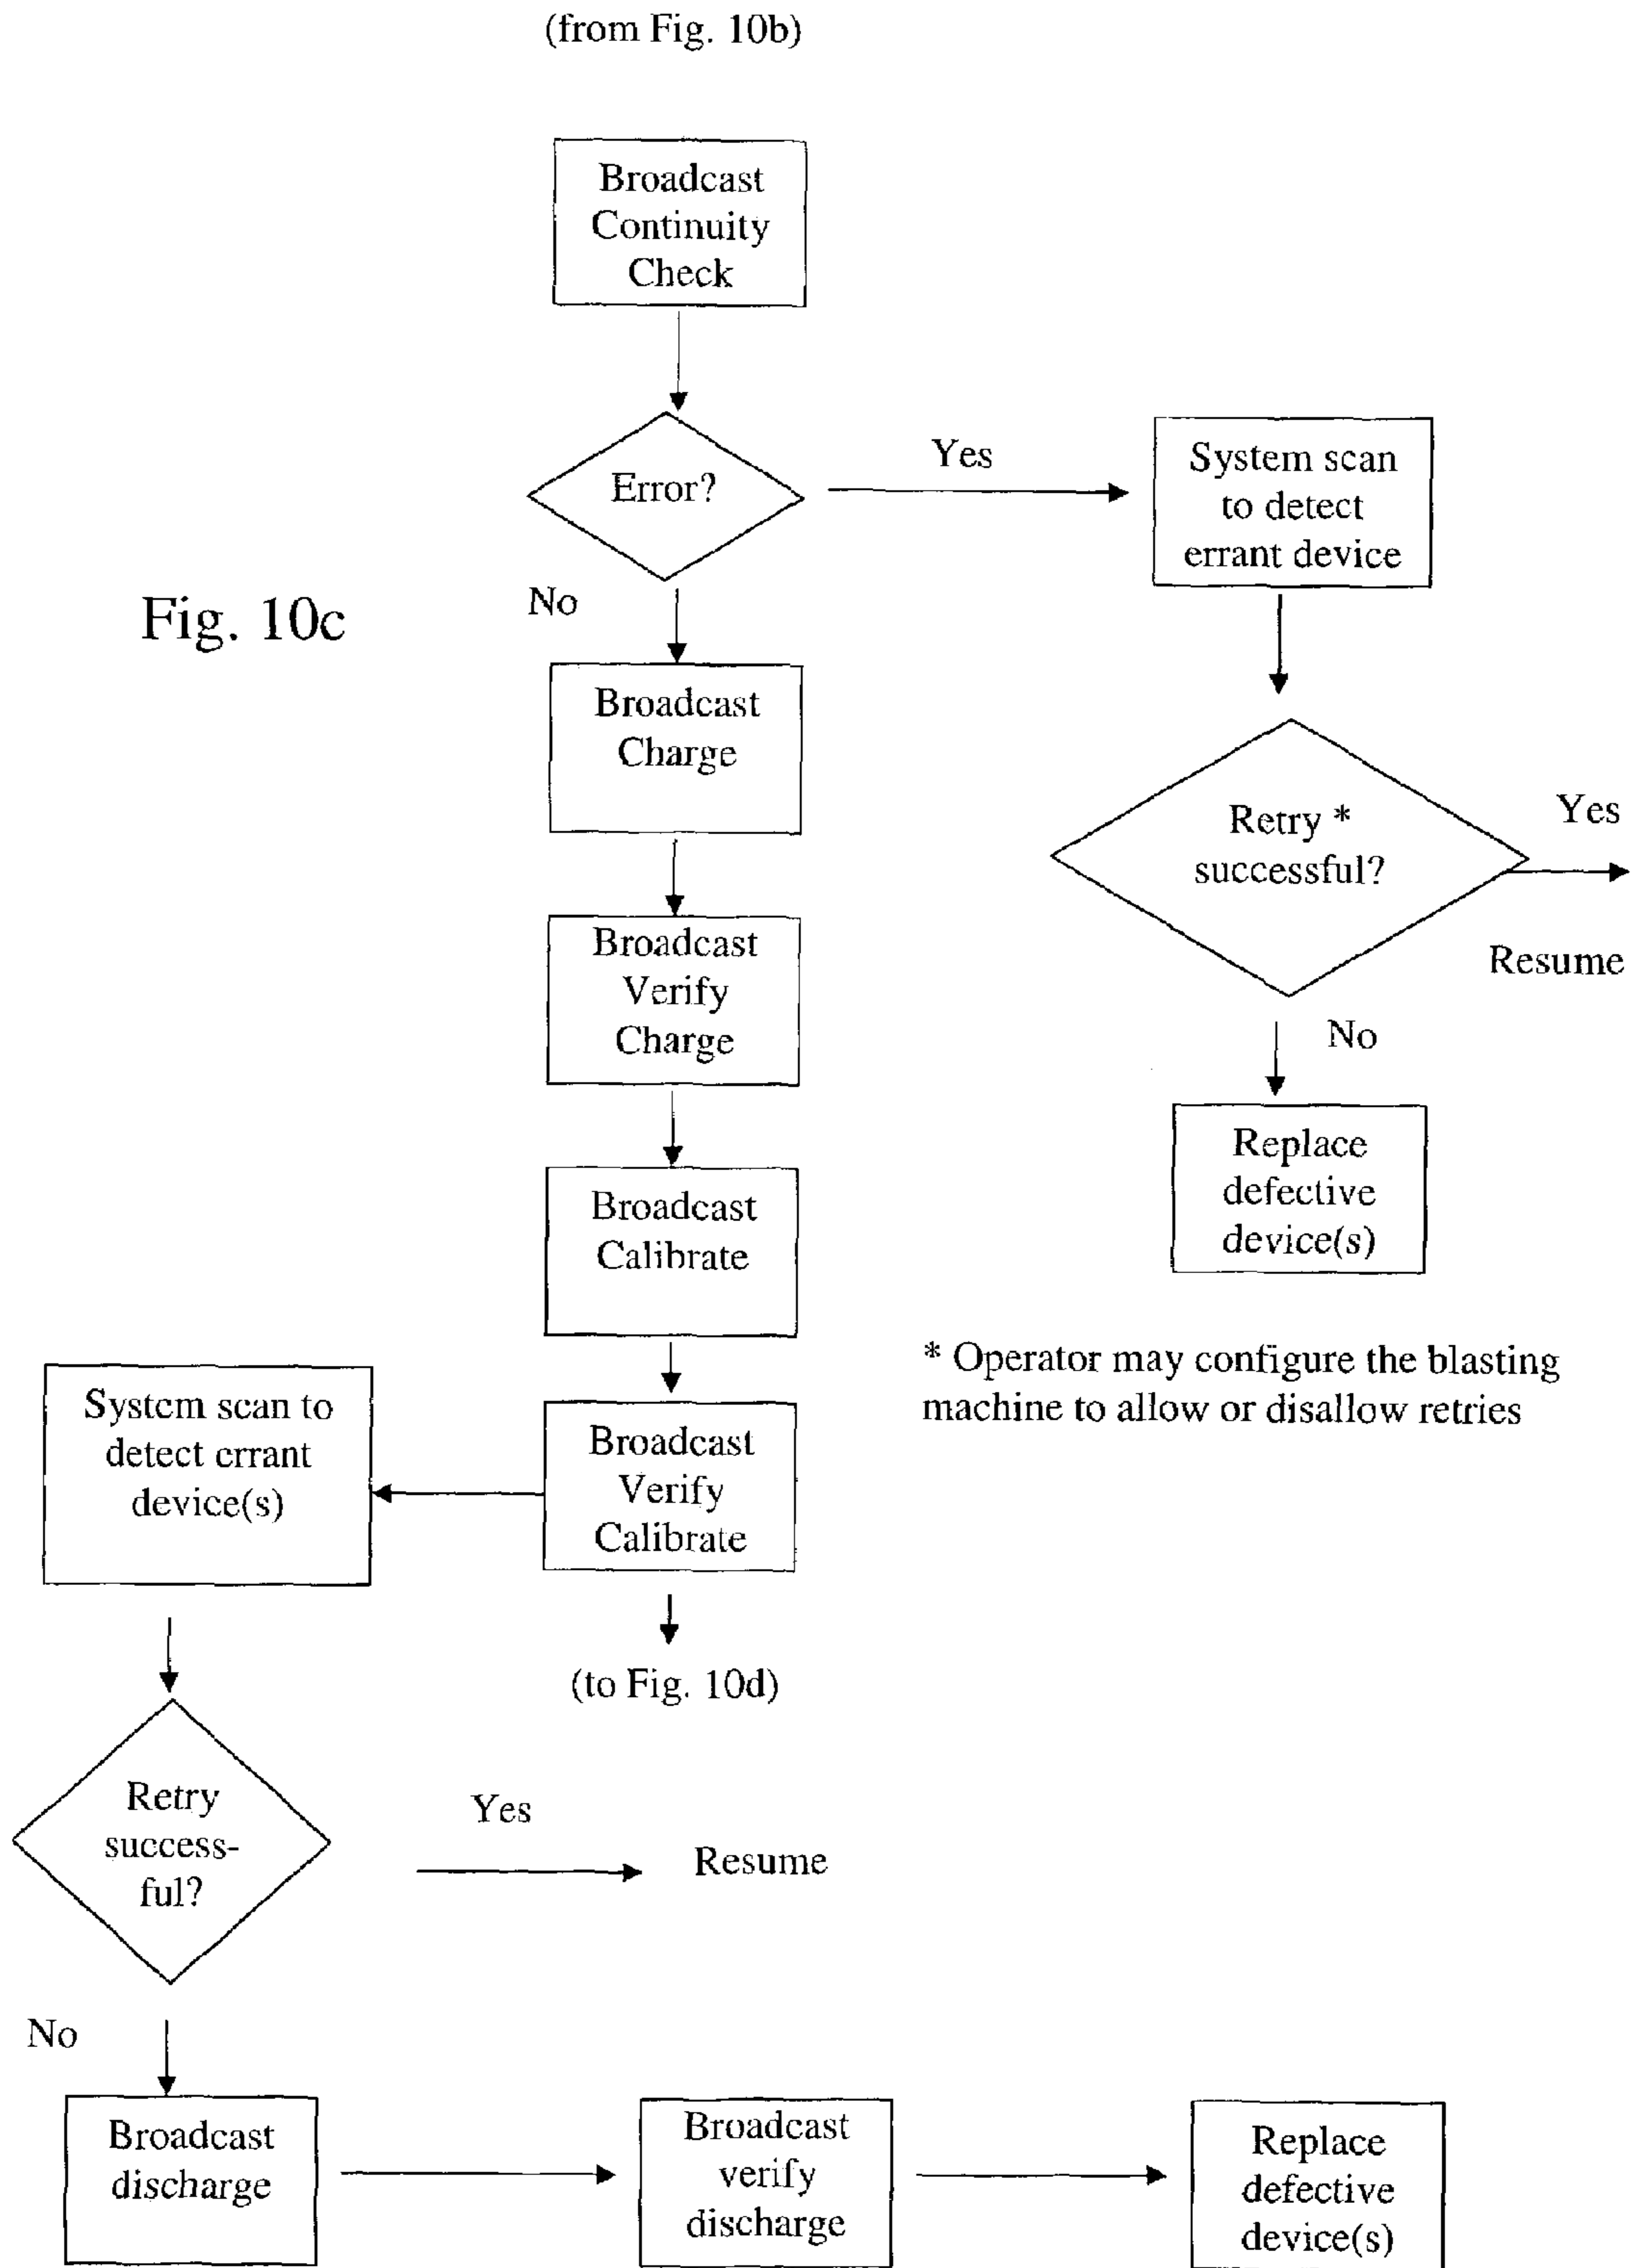 (from Fig. 10b)
Broadcast
Continuity
Check
Error?
Yes
System scan
to detect
errant device
No
Fig. 10c
Broadcast
Charge
Retry *
successful?
Yes
Resume
Broadcast
Verify
Charge
No
Replace
defective
device(s)
Broadcast
Calibrate
* Operator may configure the blasting
machine to allow or disallow retries
System scan to
detect errant
device(s)
Broadcast
Verify
Calibrate
(to Fig. 10d)
Retry
success-
ful?
Yes
Resume
No
Broadcast
discharge
Broadcast
verify
discharge
Replace
defective
device(s)